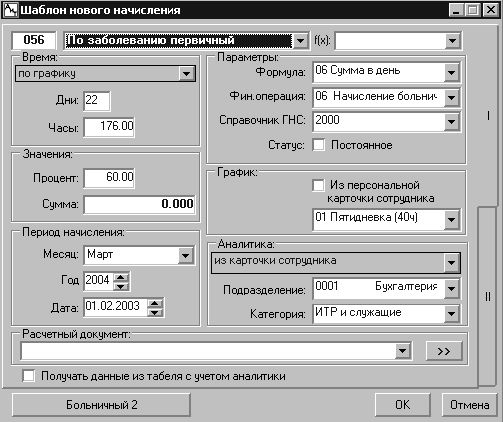 Шаблон нового начисления
056 По заболеванию первичный f(x):
Время:
по графику
Дни: 22
Часы: 176.00
Значения:
Процент: 60.00
Сумма: 0.000
Период начисления:
Месяц: Март
Год 2004
Дата: 01.02.2003
Параметры:
Формула: 06 Сумма в день
Фин.операция: 06 Начисление больнич
Справочник ГНС: 2000
Статус: Постоянное
График:
Из персональной
карточки сотрудника
01 Пятидневка (40ч)
Аналитика:
из карточки сотрудника
Подразделение: 0001 Бухгалтерия
Категория: ИТР и служащие
I
II
Расчетный документ:
>>
Получать данные из табеля с учетом аналитики
Больничный 2 OK Отмена